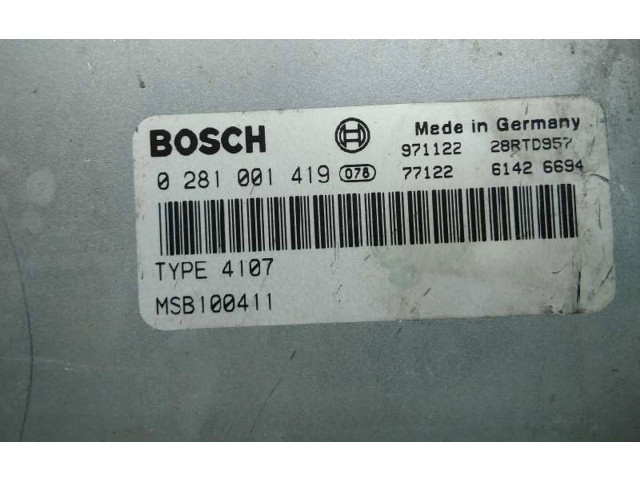 BOSCH Made in Germany
971122 28RTD957
0 281 001 419 078 77122 6142 6694
TYPE 4107
MSB100411